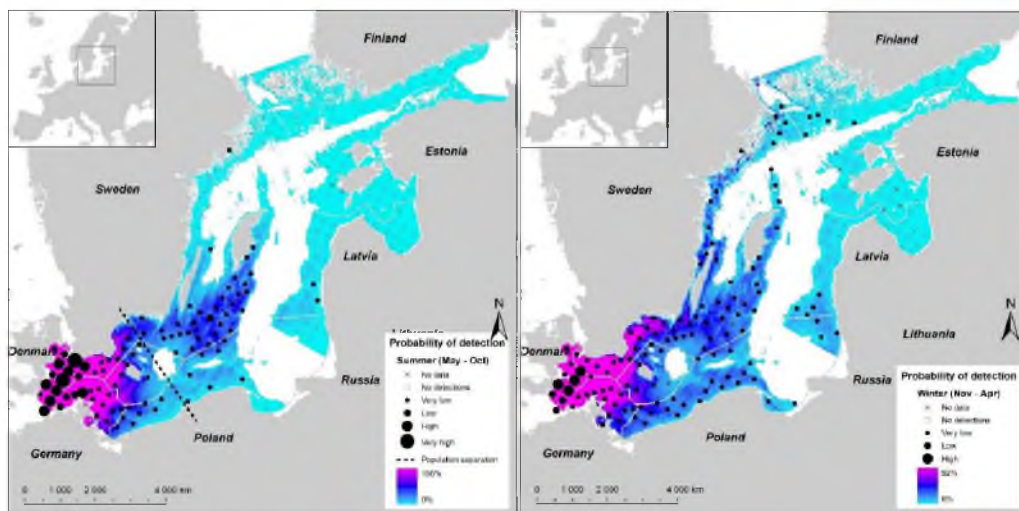 Finland
Sweden
Estonia
Latvia
N
Denmark
Russia
Germany
Poland
Probability of detection
Summer (May - Oct)
No data
No detections
Very low
Low
High
Very high
Population separation
100%
0%
0 1 000 2 000 4 000 km
Finland
Sweden
Estonia
Latvia
N
Lithuania
Denmark
Russia
Germany
Poland
Probability of detection
Winter (Nov - Apr)
No data
No detections
Very low
Low
High
0 1 000 2 000 4 000 km